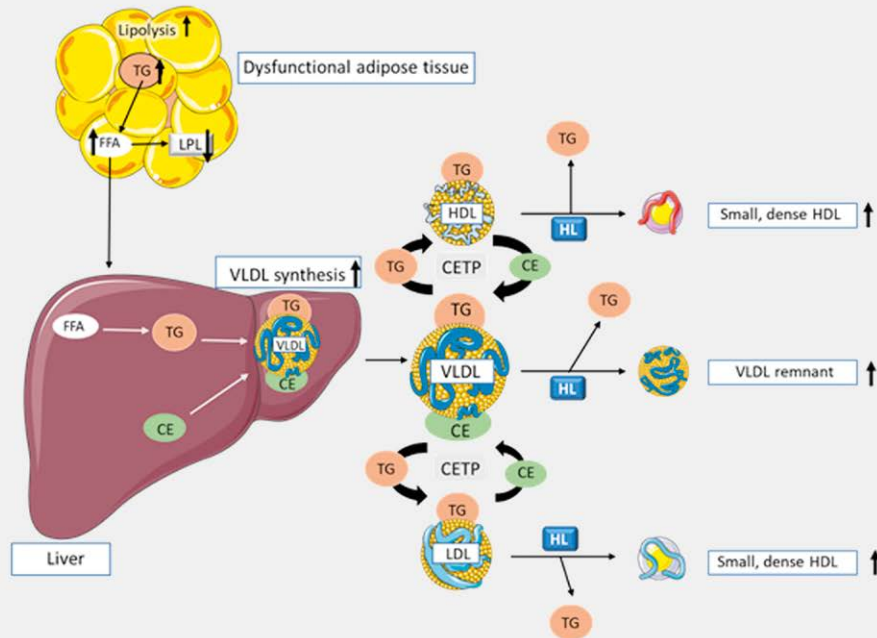 Lipolysis
TG
Dysfunctional adipose tissue
FFA
LPL
TG
TG
HDL
HL
Small, dense HDL
TG
CETP
CE
VLDL synthesis
TG
VLDL
CE
FFA
TG
CE
TG
VLDL
CE
TG
HL
VLDL remnant
TG
CETP
CE
TG
LDL
HL
Small, dense HDL
TG
Liver